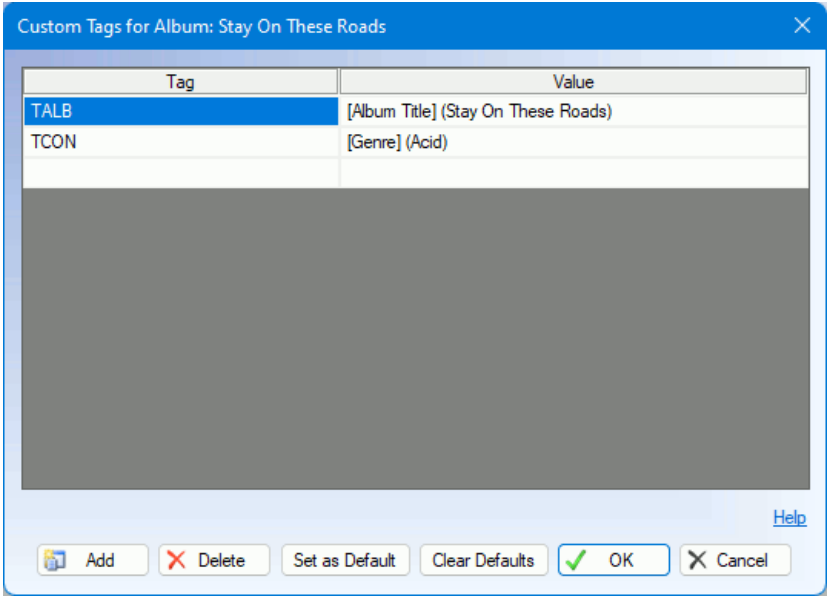 Custom Tags for Album: Stay On These Roads
Tag Value
TALB [Album Title] (Stay On These Roads)
TCON [Genre] (Acid)
Help
Add Delete Set as Default Clear Defaults OK Cancel